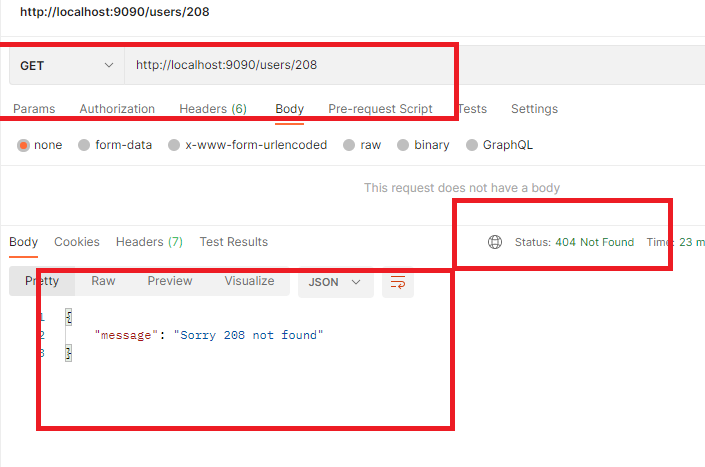 http://localhost:9090/users/208
GET http://localhost:9090/users/208
Params Authorization Headers (6) Body Pre-request Script Tests Settings
none form-data x-www-form-urlencoded raw binary GraphQL
This request does not have a body
Body Cookies Headers (7) Test Results Status: 404 Not Found Time: 23 m
Pretty Raw Preview Visualize JSON
1 {
2 "message": "Sorry 208 not found"
3 }